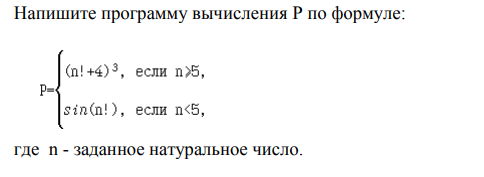 Напишите программу вычисления Р по формуле:
(n!+4)³, если n⩾5,
P=
sin(n!), если n<5,
где n - заданное натуральное число.